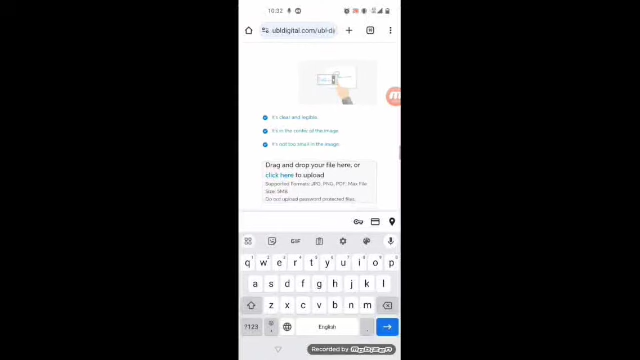 10:32
ubldigital.com/ubl-di
It's clear and legible
It's in the center of the image
It's not too small in the image
Drag and drop your file here, or
click here to upload
Supported Formats: JPG, PNG, PDF, Max File
Size: 5MB
Do not upload password protected files.
GIF
q w e r t y u i o p
a s d f g h j k l
z x c v b n m
?123 , English .
Recorded by